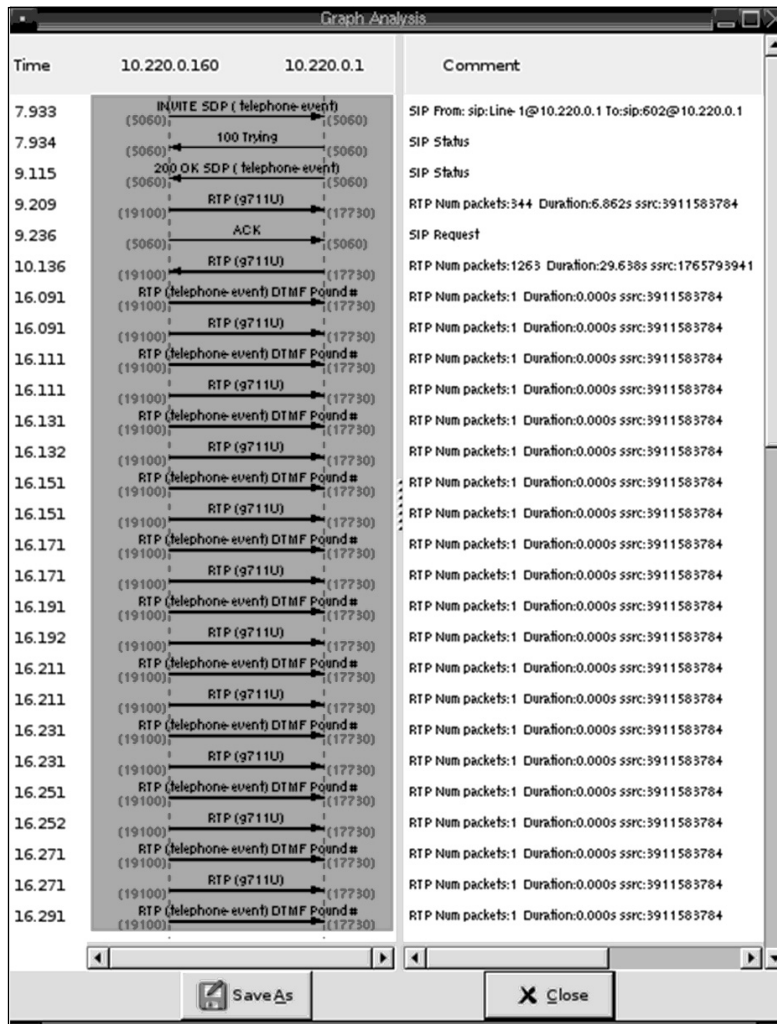 Graph Analysis
Time 10.220.0.160 10.220.0.1 Comment
7.933 INVITE SDP ( telephone-event) (5060) (5060) SIP From: sip:Line-1@10.220.0.1 To:sip:602@10.220.0.1
7.934 100 Trying (5060) (5060) SIP Status
9.115 200 OK SDP ( telephone-event) (5060) (5060) SIP Status
9.209 RTP (g711U) (19100) (17730) RTP Num packets:344 Duration:6.862s ssrc:3911583784
9.236 ACK (5060) (5060) SIP Request
10.136 RTP (g711U) (19100) (17730) RTP Num packets:1263 Duration:29.638s ssrc:1765793941
16.091 RTP (telephone-event) DTMF Pound # (19100) (17730) RTP Num packets:1 Duration:0.000s ssrc:3911583784
16.091 RTP (g711U) (19100) (17730) RTP Num packets:1 Duration:0.000s ssrc:3911583784
16.111 RTP (telephone-event) DTMF Pound # (19100) (17730) RTP Num packets:1 Duration:0.000s ssrc:3911583784
16.111 RTP (g711U) (19100) (17730) RTP Num packets:1 Duration:0.000s ssrc:3911583784
16.131 RTP (telephone-event) DTMF Pound # (19100) (17730) RTP Num packets:1 Duration:0.000s ssrc:3911583784
16.132 RTP (g711U) (19100) (17730) RTP Num packets:1 Duration:0.000s ssrc:3911583784
16.151 RTP (telephone-event) DTMF Pound # (19100) (17730) RTP Num packets:1 Duration:0.000s ssrc:3911583784
16.151 RTP (g711U) (19100) (17730) RTP Num packets:1 Duration:0.000s ssrc:3911583784
16.171 RTP (telephone-event) DTMF Pound # (19100) (17730) RTP Num packets:1 Duration:0.000s ssrc:3911583784
16.171 RTP (g711U) (19100) (17730) RTP Num packets:1 Duration:0.000s ssrc:3911583784
16.191 RTP (telephone-event) DTMF Pound # (19100) (17730) RTP Num packets:1 Duration:0.000s ssrc:3911583784
16.192 RTP (g711U) (19100) (17730) RTP Num packets:1 Duration:0.000s ssrc:3911583784
16.211 RTP (telephone-event) DTMF Pound # (19100) (17730) RTP Num packets:1 Duration:0.000s ssrc:3911583784
16.211 RTP (g711U) (19100) (17730) RTP Num packets:1 Duration:0.000s ssrc:3911583784
16.231 RTP (telephone-event) DTMF Pound # (19100) (17730) RTP Num packets:1 Duration:0.000s ssrc:3911583784
16.231 RTP (g711U) (19100) (17730) RTP Num packets:1 Duration:0.000s ssrc:3911583784
16.251 RTP (telephone-event) DTMF Pound # (19100) (17730) RTP Num packets:1 Duration:0.000s ssrc:3911583784
16.252 RTP (g711U) (19100) (17730) RTP Num packets:1 Duration:0.000s ssrc:3911583784
16.271 RTP (telephone-event) DTMF Pound # (19100) (17730) RTP Num packets:1 Duration:0.000s ssrc:3911583784
16.271 RTP (g711U) (19100) (17730) RTP Num packets:1 Duration:0.000s ssrc:3911583784
16.291 RTP (telephone-event) DTMF Pound # (19100) (17730) RTP Num packets:1 Duration:0.000s ssrc:3911583784
Save As Close